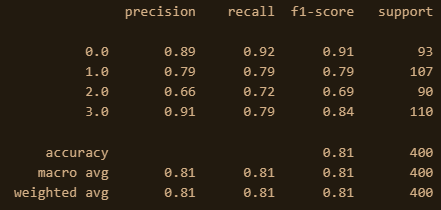 precision recall f1-score support
0.0 0.89 0.92 0.91 93
1.0 0.79 0.79 0.79 107
2.0 0.66 0.72 0.69 90
3.0 0.91 0.79 0.84 110
accuracy 0.81 400
macro avg 0.81 0.81 0.81 400
weighted avg 0.81 0.81 0.81 400